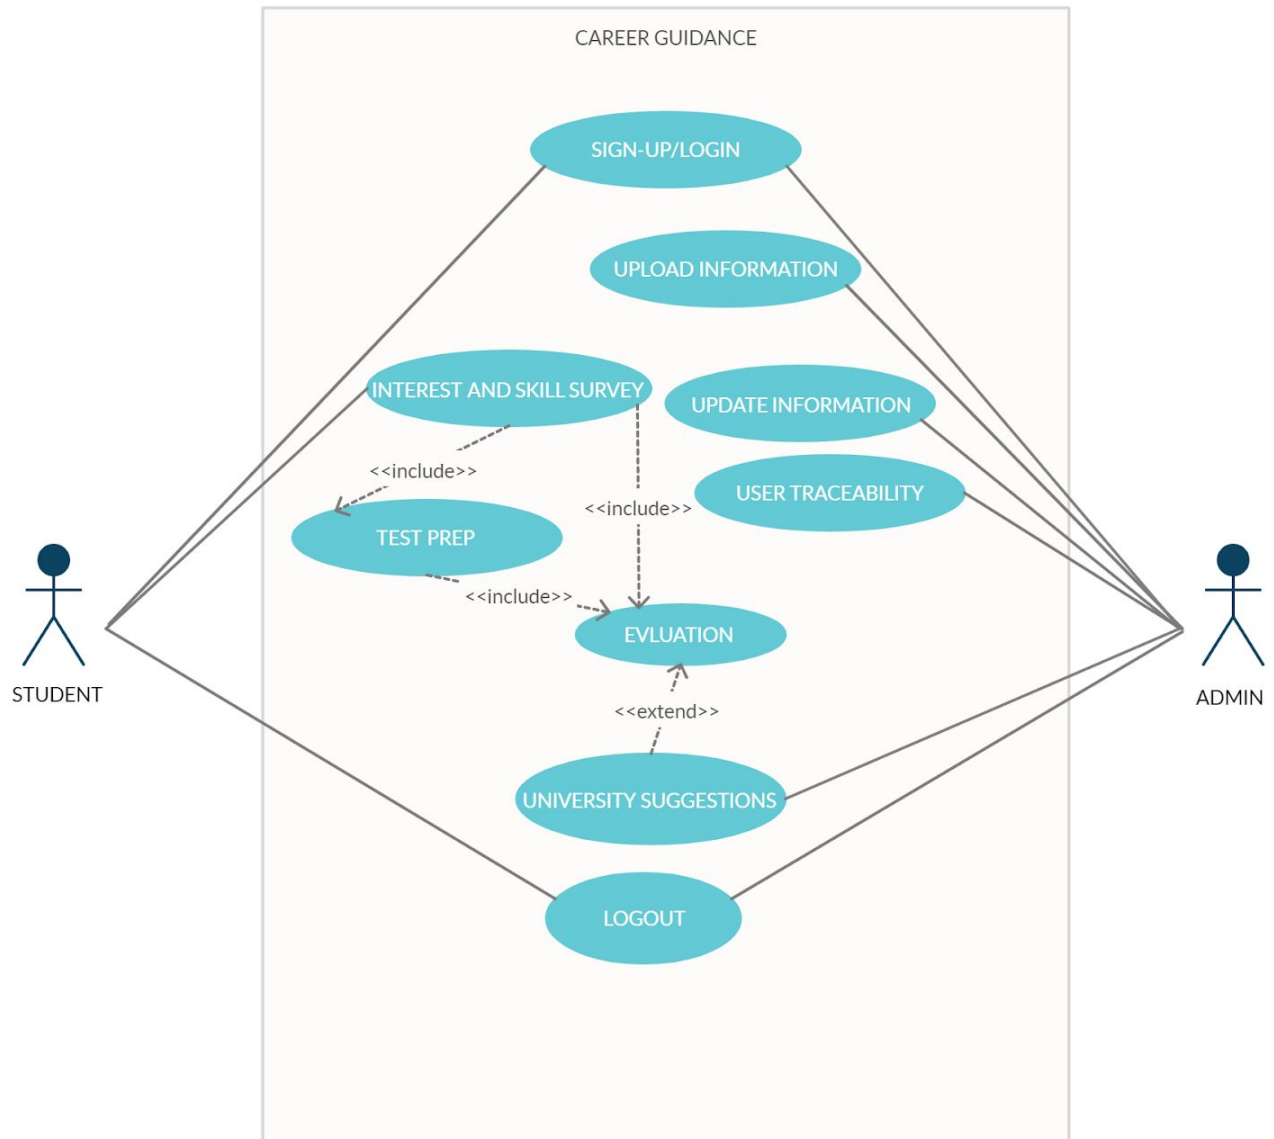 CAREER GUIDANCE
SIGN-UP/LOGIN
UPLOAD INFORMATION
INTEREST AND SKILL SURVEY
UPDATE INFORMATION
<<include>>
USER TRACEABILITY
<<include>>
TEST PREP
<<include>>
EVLUATION
STUDENT
ADMIN
<<extend>>
UNIVERSITY SUGGESTIONS
LOGOUT